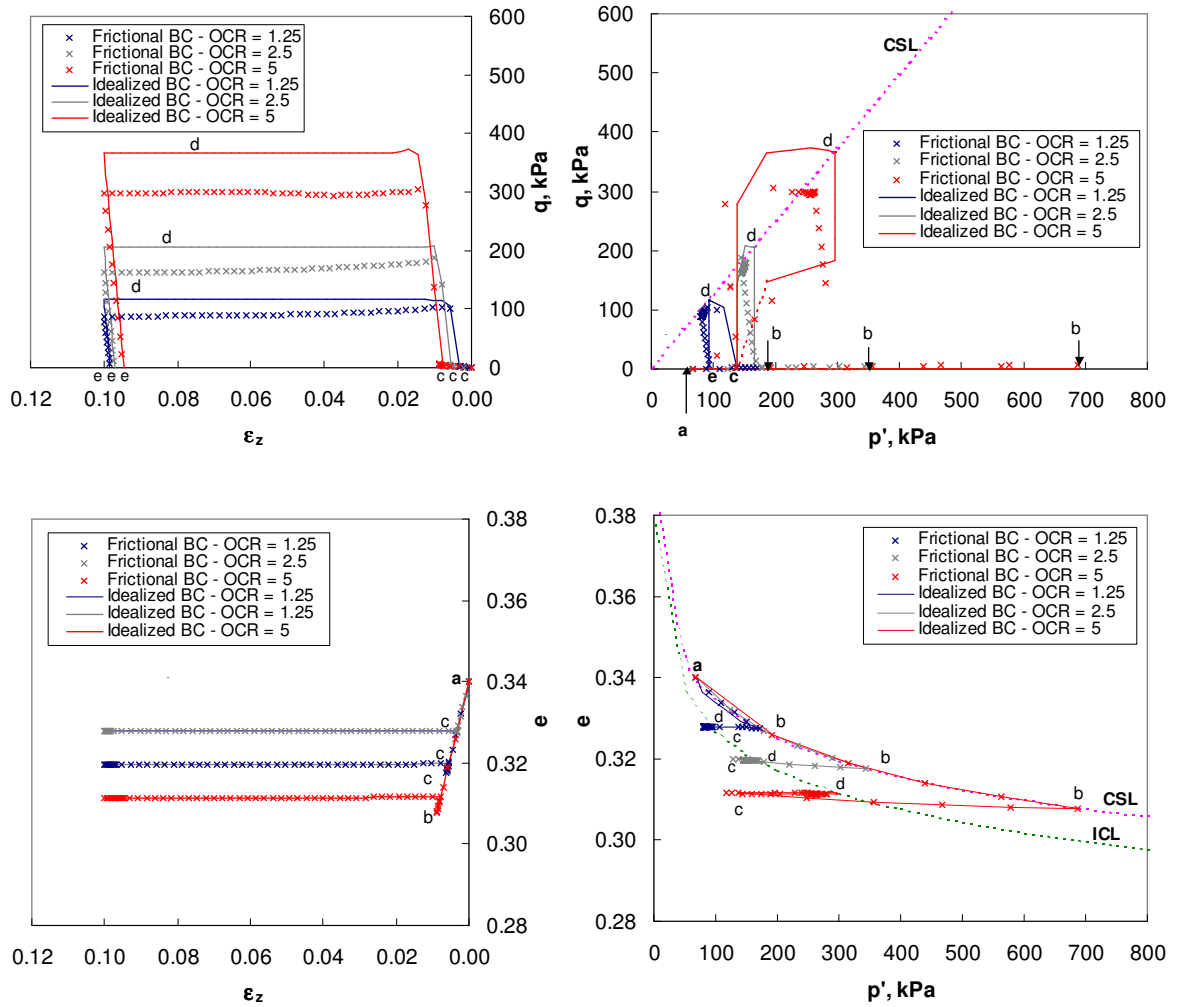 Frictional BC - OCR = 1.25
Frictional BC - OCR = 2.5
Frictional BC - OCR = 5
Idealized BC - OCR = 1.25
Idealized BC - OCR = 2.5
Idealized BC - OCR = 5
d
d
d
e e e
c c c
600
500
400
300
200
100
0
q, kPa
0.12 0.10 0.08 0.06 0.04 0.02 0.00
εz
600
500
400
300
200
100
0
q, kPa
CSL
Frictional BC - OCR = 1.25
Frictional BC - OCR = 2.5
Frictional BC - OCR = 5
Idealized BC - OCR = 1.25
Idealized BC - OCR = 2.5
Idealized BC - OCR = 5
d
d
d
b
b
b
e
c
a
0 100 200 300 400 500 600 700 800
p', kPa
Frictional BC - OCR = 1.25
Frictional BC - OCR = 2.5
Frictional BC - OCR = 5
Idealized BC - OCR = 1.25
Idealized BC - OCR = 1.25
Idealized BC - OCR = 5
a
c
c
c
b
0.38
0.36
0.34
0.32
0.30
0.28
e
0.12 0.10 0.08 0.06 0.04 0.02 0.00
εz
0.38
0.36
0.34
0.32
0.30
0.28
e
Frictional BC - OCR = 1.25
Frictional BC - OCR = 2.5
Frictional BC - OCR = 5
Idealized BC - OCR = 1.25
Idealized BC - OCR = 2.5
Idealized BC - OCR = 5
a
d
b
c
d
b
c
d
b
CSL
ICL
0 100 200 300 400 500 600 700 800
p', kPa